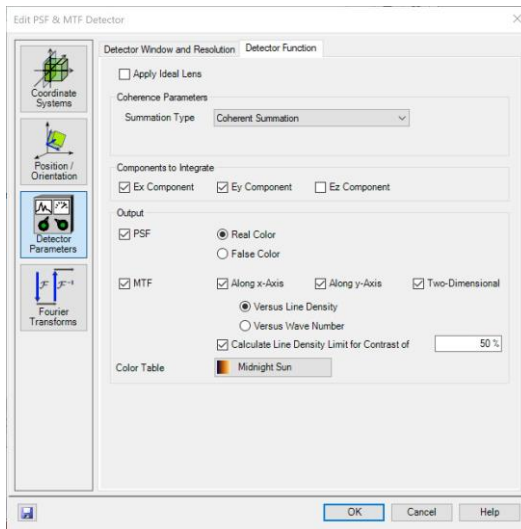 Edit PSF & MTF Detector
Coordinate
Systems
Position /
Orientation
Detector
Parameters
Fourier
Transforms
Detector Window and Resolution Detector Function
Apply Ideal Lens
Coherence Parameters
Summation Type Coherent Summation
Components to Integrate
Ex Component Ey Component Ez Component
Output
PSF Real Color
False Color
MTF Along x-Axis Along y-Axis Two-Dimensional
Versus Line Density
Versus Wave Number
Calculate Line Density Limit for Contrast of 50 %
Color Table Midnight Sun
OK Cancel Help